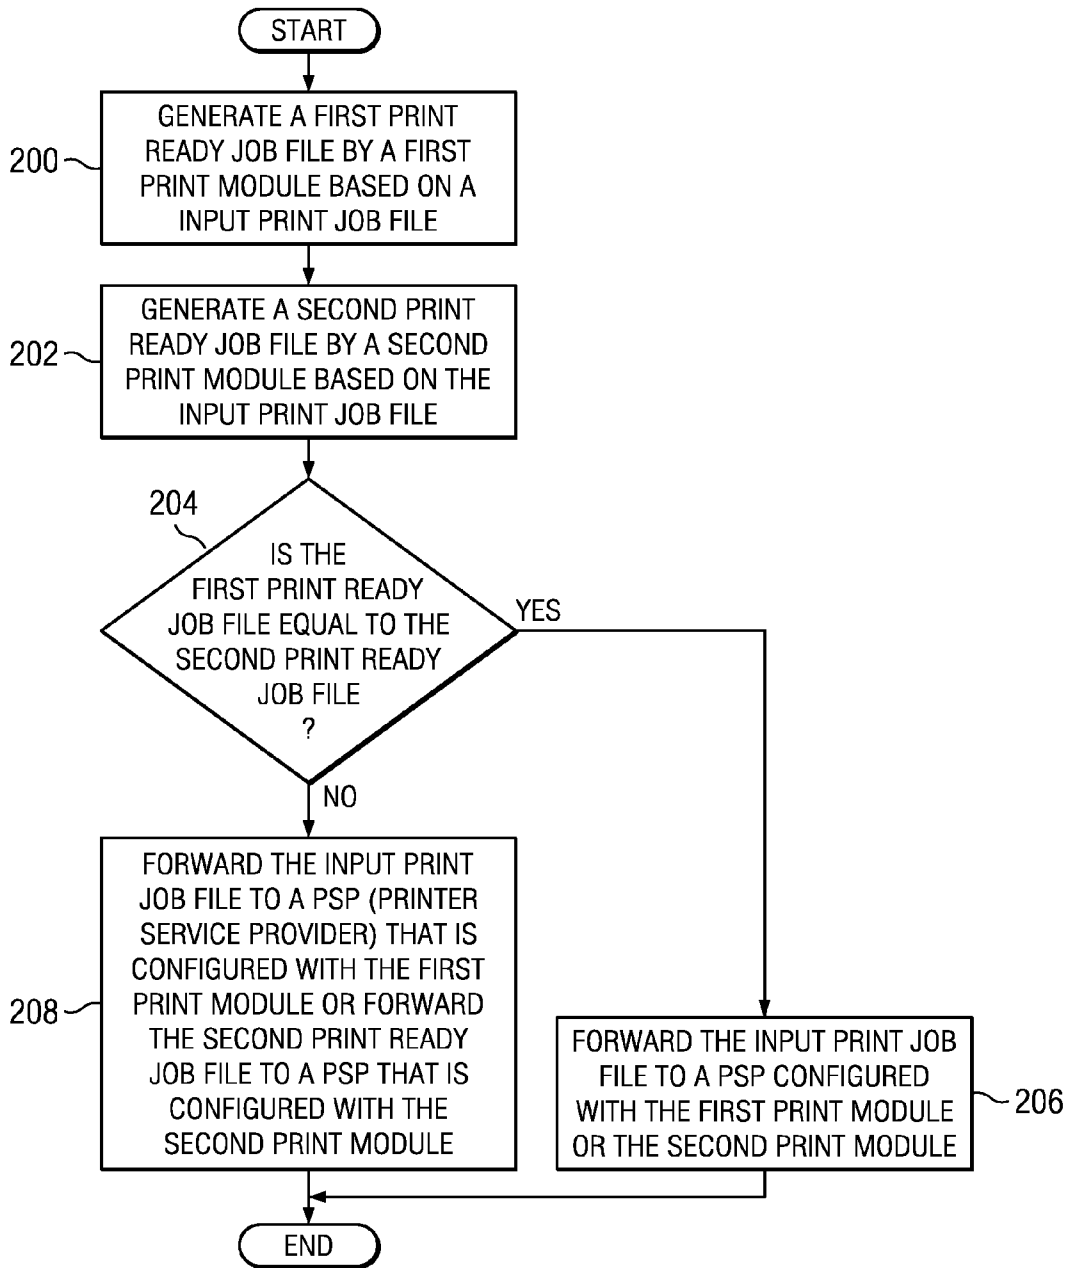 START
200
GENERATE A FIRST PRINT
READY JOB FILE BY A FIRST
PRINT MODULE BASED ON A
INPUT PRINT JOB FILE
202
GENERATE A SECOND PRINT
READY JOB FILE BY A SECOND
PRINT MODULE BASED ON THE
INPUT PRINT JOB FILE
204
IS THE
FIRST PRINT READY
JOB FILE EQUAL TO THE
SECOND PRINT READY
JOB FILE
?
YES
NO
208
FORWARD THE INPUT PRINT
JOB FILE TO A PSP (PRINTER
SERVICE PROVIDER) THAT IS
CONFIGURED WITH THE FIRST
PRINT MODULE OR FORWARD
THE SECOND PRINT READY
JOB FILE TO A PSP THAT IS
CONFIGURED WITH THE
SECOND PRINT MODULE
FORWARD THE INPUT PRINT JOB
FILE TO A PSP CONFIGURED
WITH THE FIRST PRINT MODULE
OR THE SECOND PRINT MODULE
206
END